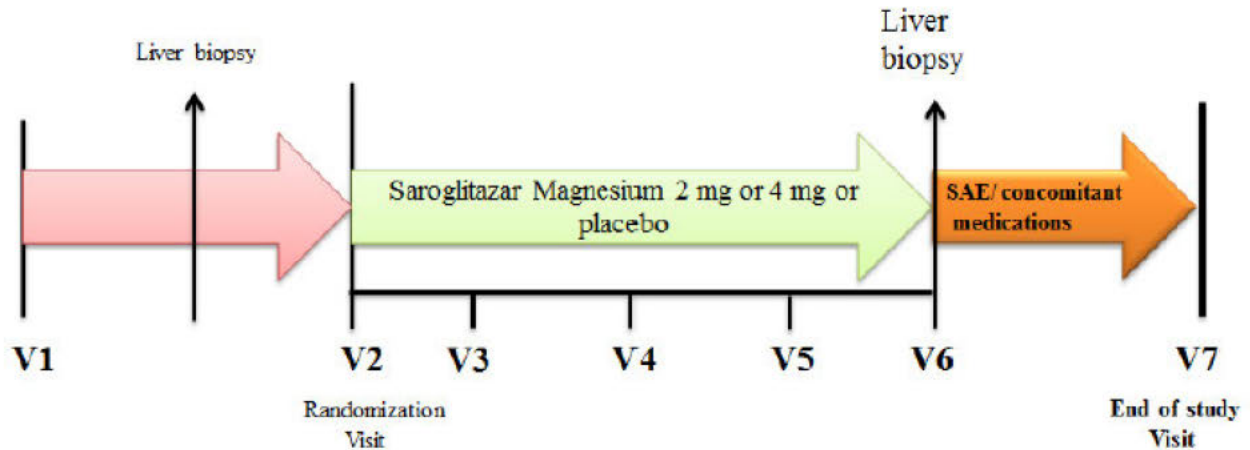 Liver biopsy
Liver
biopsy
Saroglitazar Magnesium 2 mg or 4 mg or
placebo
SAE/ concomitant
medications
V1
V2
V3
V4
V5
V6
V7
Randomization
Visit
End of study
Visit